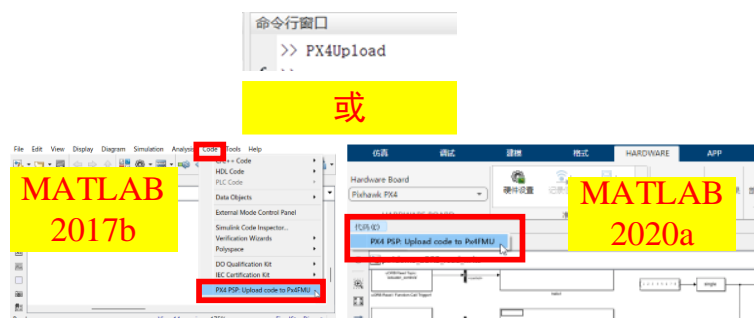 命令行窗口
>> PX4Upload
或
File Edit View Display Diagram Simulation Analysis Code Tools Help
C/C++ Code
HDL Code
PLC Code
Data Objects
External Mode Control Panel
Simulink Code Inspector...
Verification Wizards
Polyspace
DO Qualification Kit
IEC Certification Kit
PX4 PSP: Upload code to Px4FMU
MATLAB
2017b
仿真 调试 建模 格式 HARDWARE APP
Hardware Board
Pixhawk PX4
硬件设置
代码(C)
PX4 PSP: Upload code to Px4FMU
MATLAB
2020a